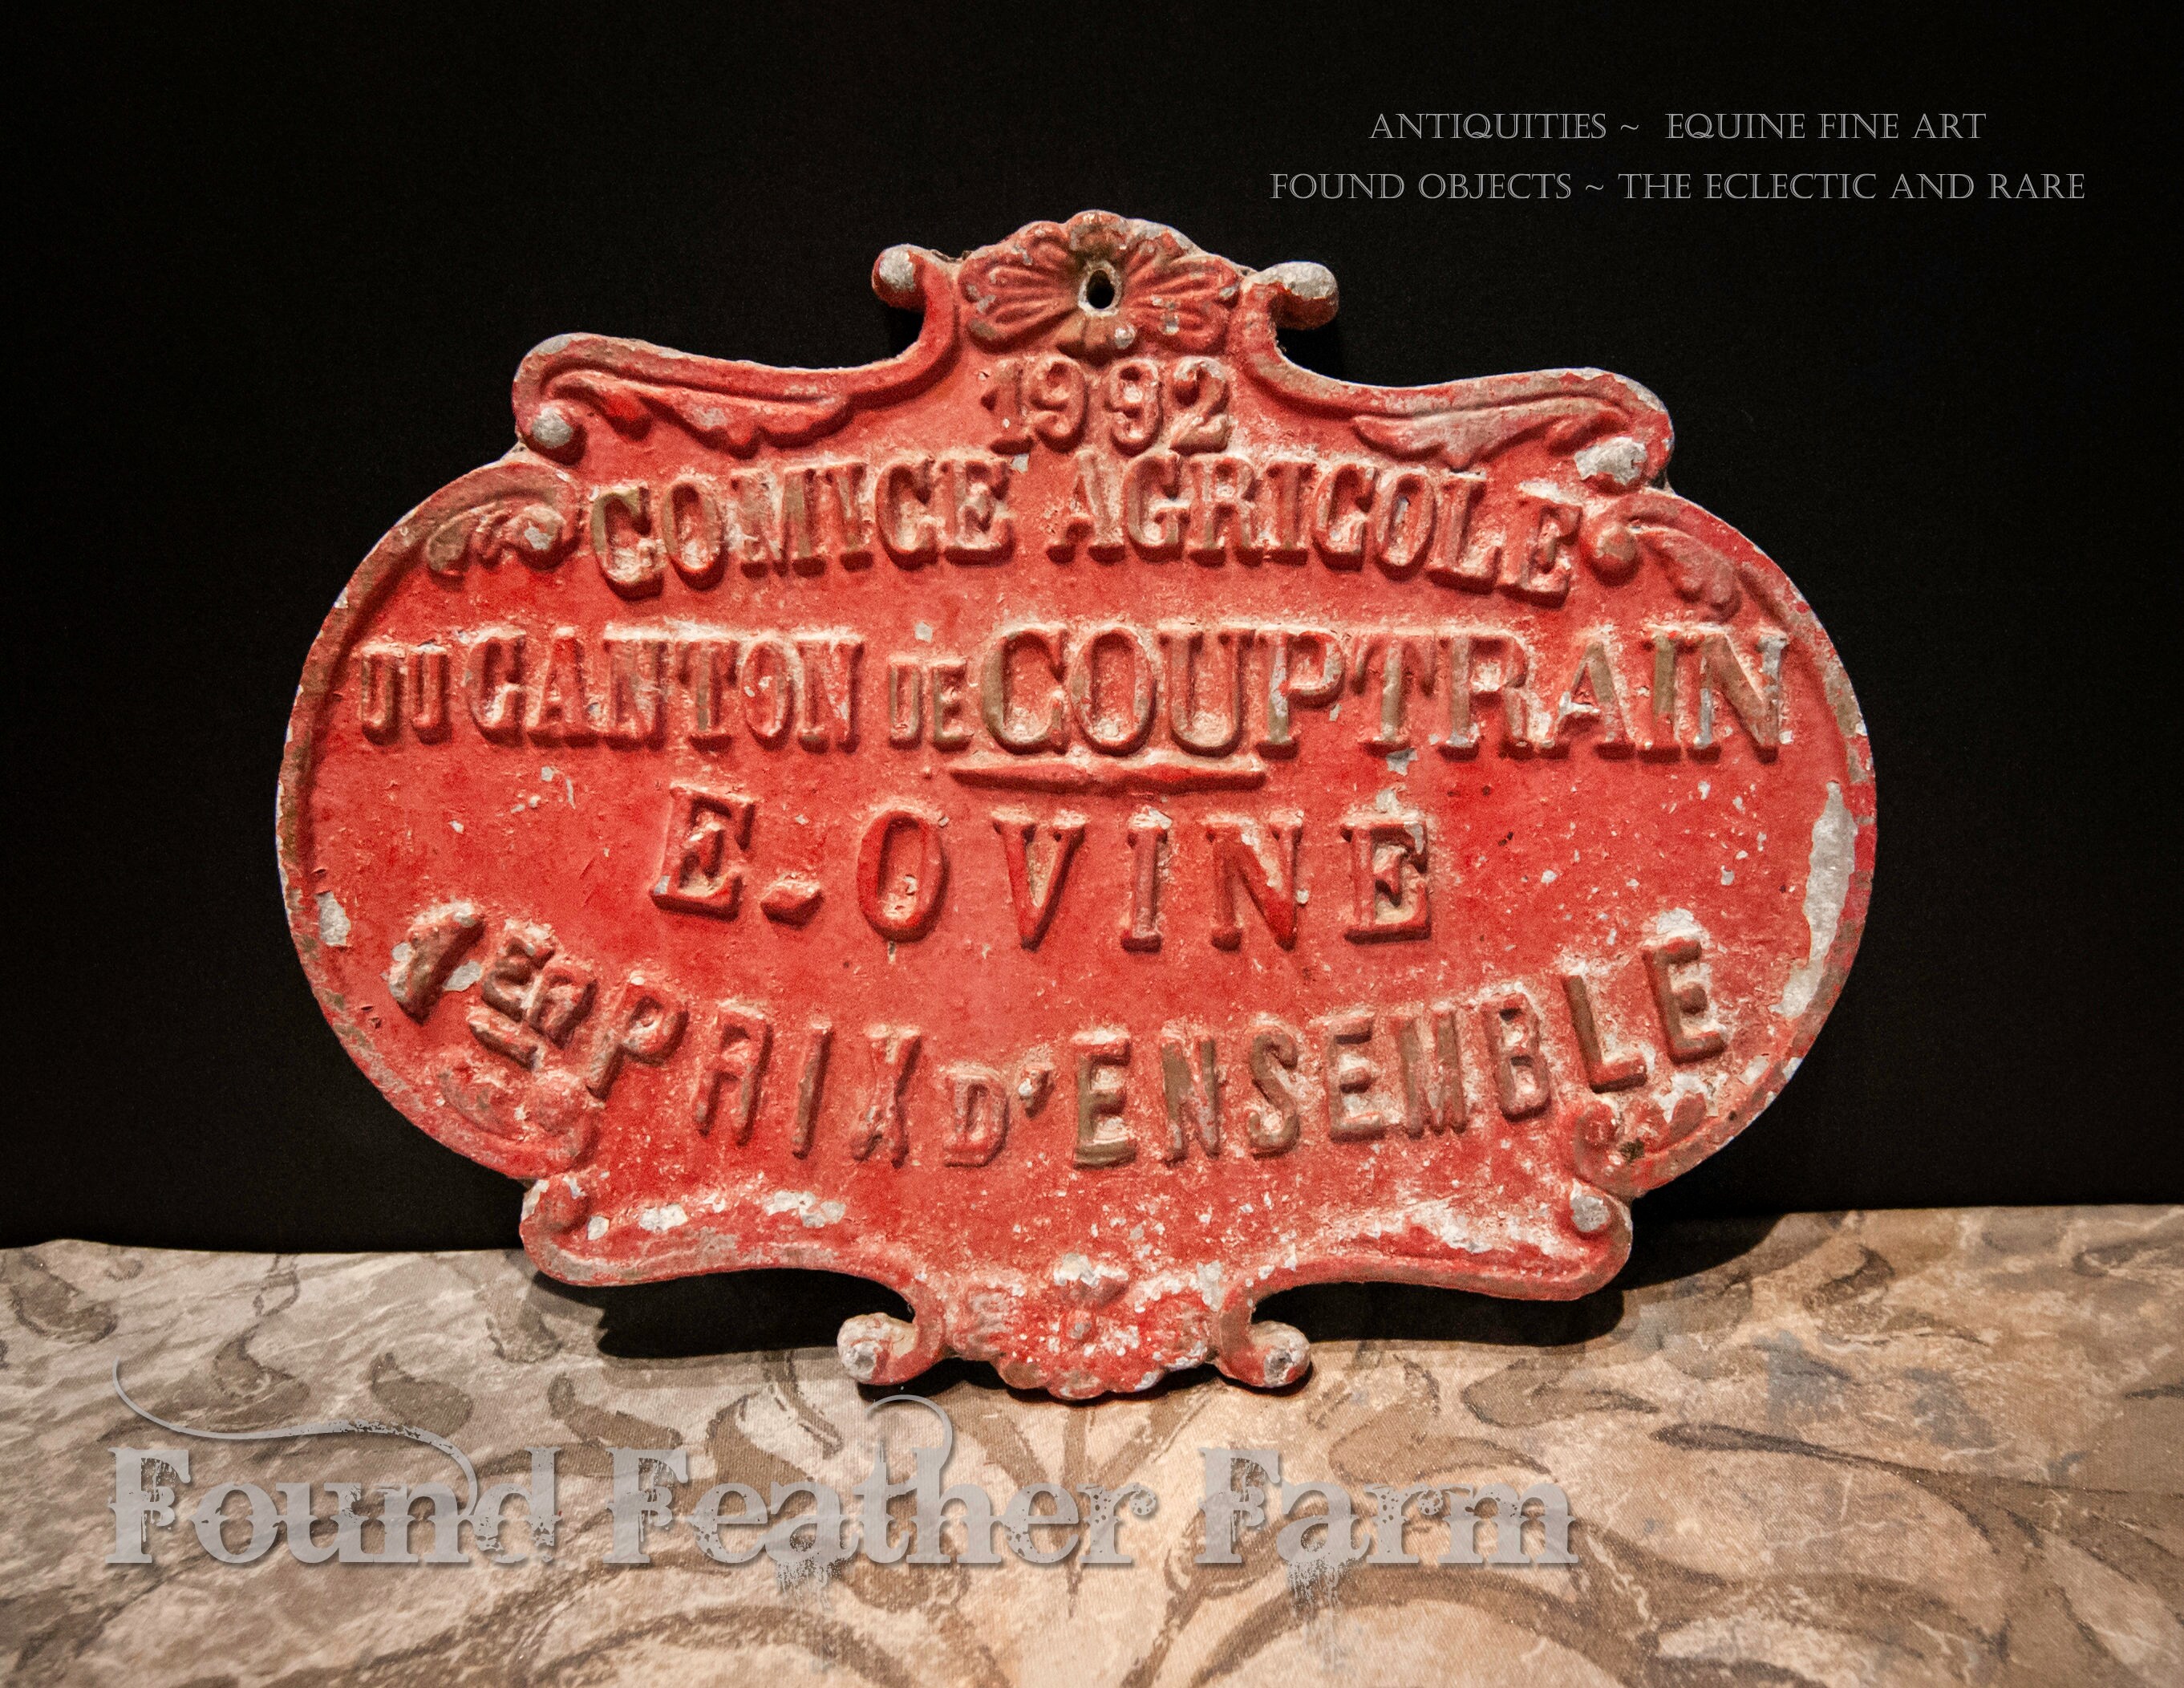 ANTIQUITIES ~ EQUINE FINE ART
FOUND OBJECTS ~ THE ECLECTIC AND RARE
1992
COMICE AGRICOLE
DU CANTON DE COUPTRAIN
E-OVINE
1ER PRIX D'ENSEMBLE
Found Feather Farm